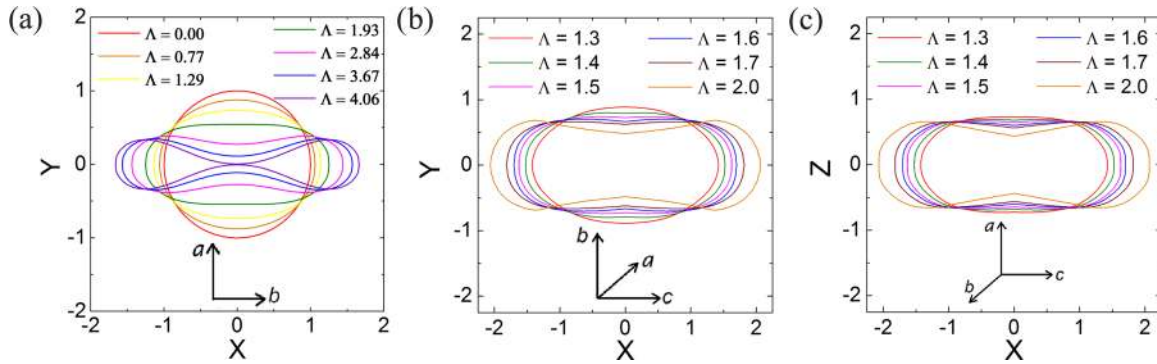 (a)
2
1
0
-1
-2
Y
Λ = 0.00
Λ = 0.77
Λ = 1.29
Λ = 1.93
Λ = 2.84
Λ = 3.67
Λ = 4.06
a
b
-2 -1 0 1 2
X
(b)
2
1
0
-1
-2
Y
Λ = 1.3
Λ = 1.4
Λ = 1.5
Λ = 1.6
Λ = 1.7
Λ = 2.0
b
a
c
-2 -1 0 1 2
X
(c)
2
1
0
-1
-2
Z
Λ = 1.3
Λ = 1.4
Λ = 1.5
Λ = 1.6
Λ = 1.7
Λ = 2.0
a
b
c
-2 -1 0 1 2
X